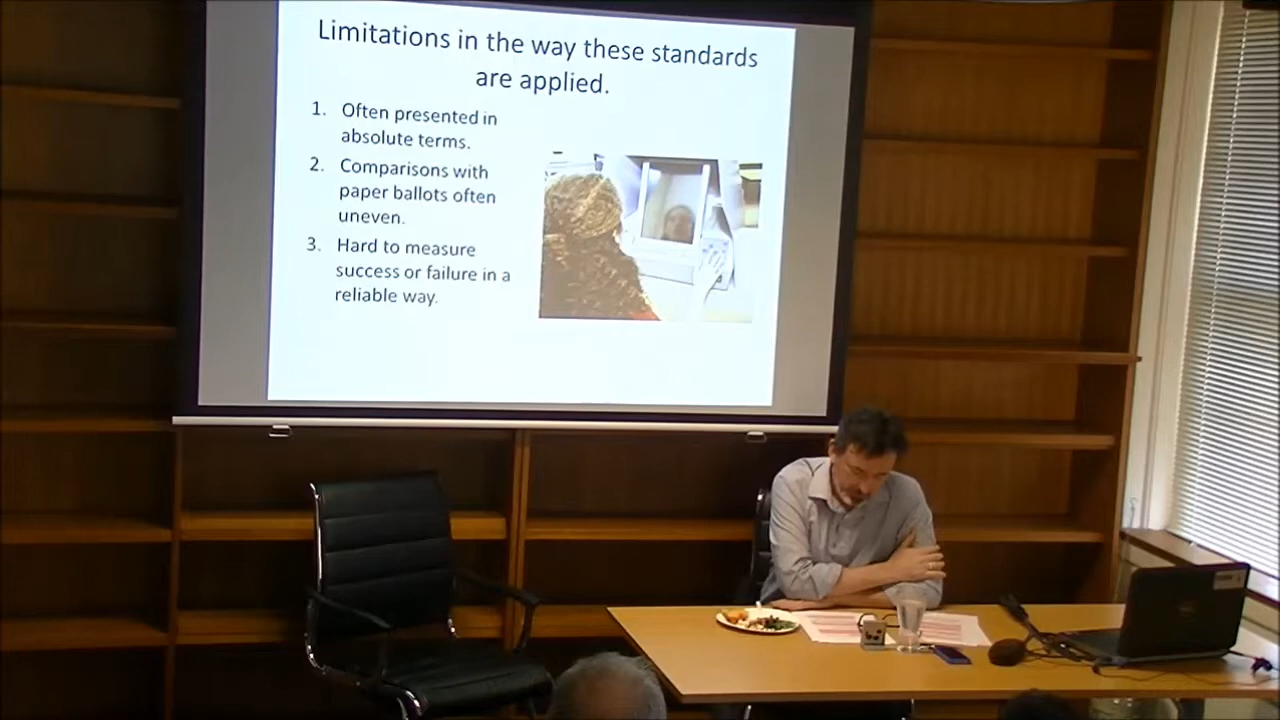 Limitations in the way these standards
are applied.
1. Often presented in
absolute terms.
2. Comparisons with
paper ballots often
uneven.
3. Hard to measure
success or failure in a
reliable way.